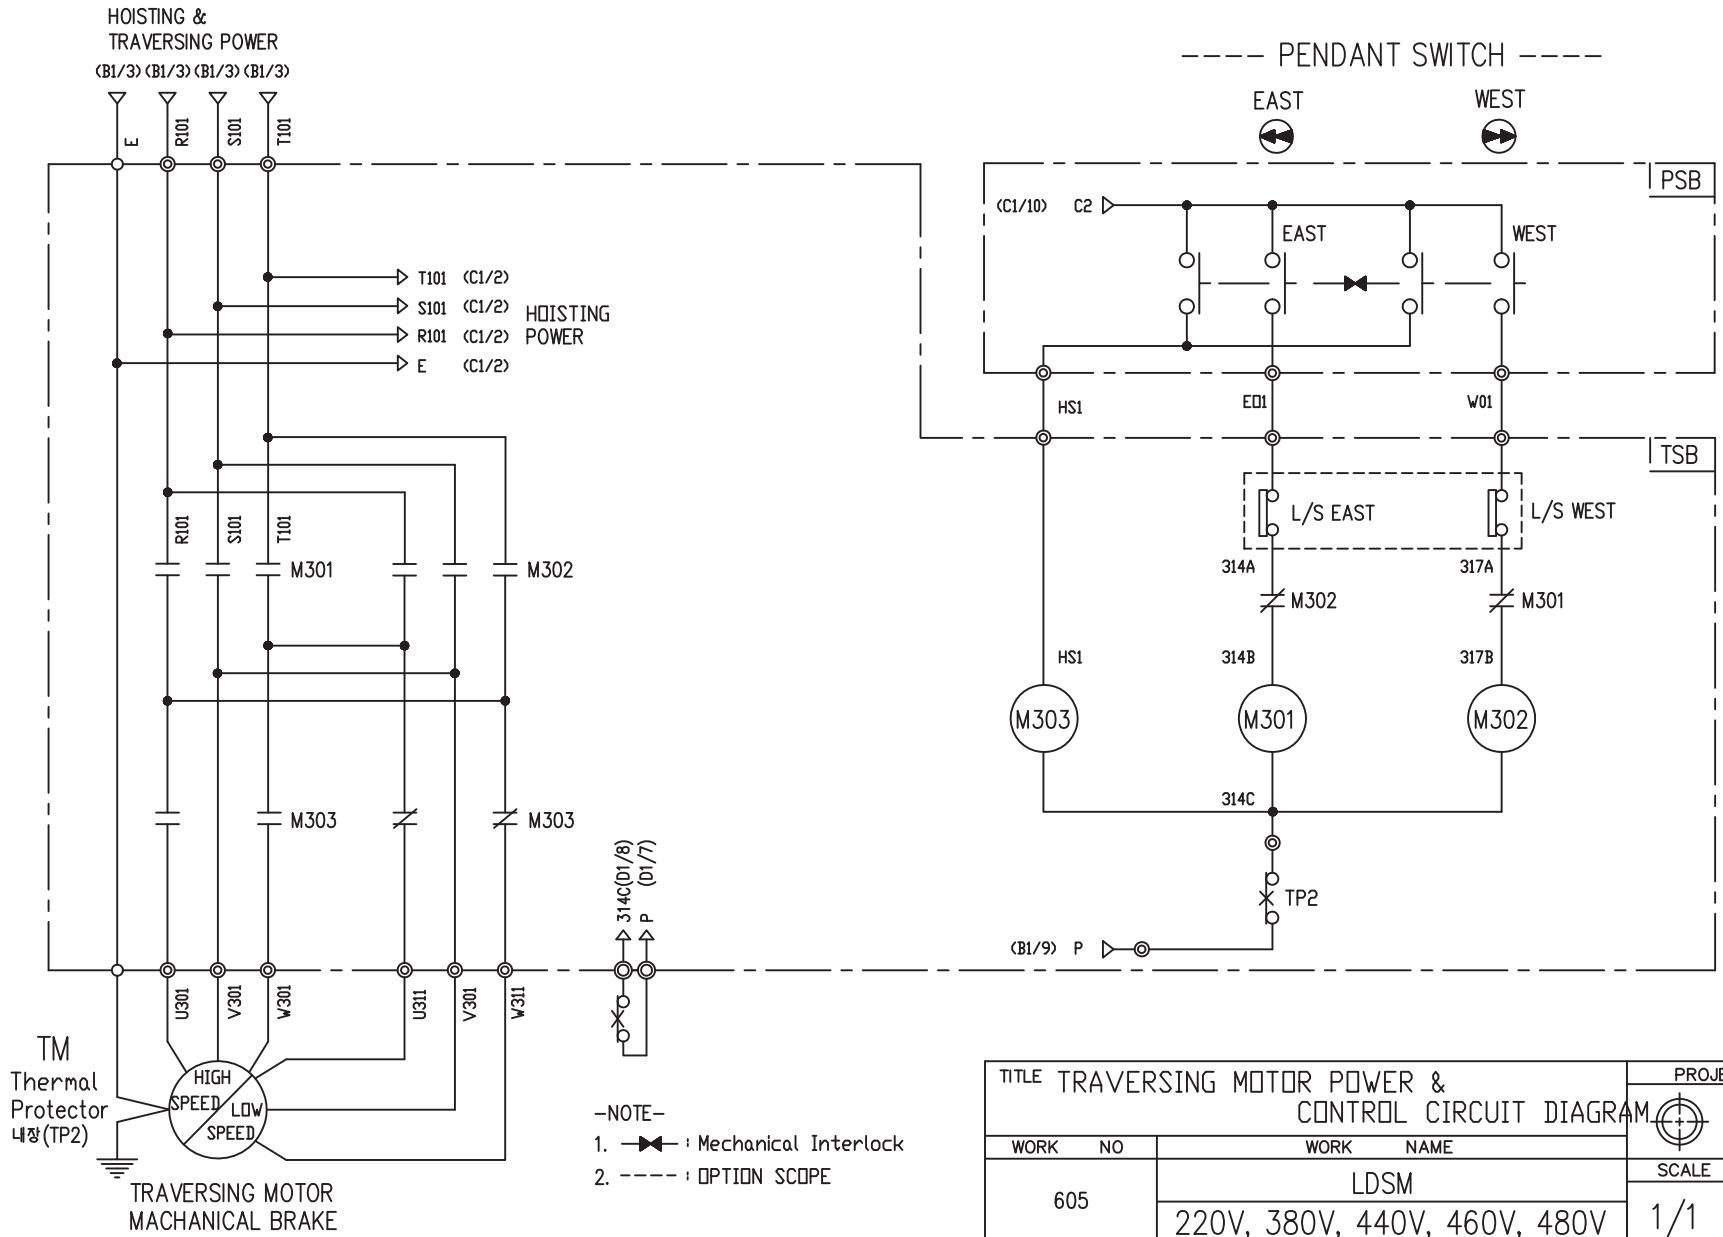 HOISTING &
TRAVERSING POWER
(B1/3) (B1/3) (B1/3) (B1/3)
E
R101
S101
T101
T101 (C1/2)
S101 (C1/2)
R101 (C1/2)
E (C1/2)
HOISTING
POWER
R101
S101
T101
M301
M302
M303
M303
314C(D1/8)
P (D1/7)
U301
V301
W301
U311
V301
W311
TM
Thermal
Protector
내장(TP2)
HIGH
SPEED
LOW
SPEED
TRAVERSING MOTOR
MACHANICAL BRAKE
-NOTE-
1. : Mechanical Interlock
2. ---- : OPTION SCOPE
---- PENDANT SWITCH ----
EAST
WEST
PSB
(C1/10) C2
EAST
WEST
HS1
E01
W01
TSB
L/S EAST
L/S WEST
314A
317A
M302
M301
HS1
314B
317B
M303
M301
M302
314C
TP2
(B1/9) P
TITLE TRAVERSING MOTOR POWER &
CONTROL CIRCUIT DIAGRAM
PROJE
WORK NO
WORK NAME
SCALE
605
LDSM
220V, 380V, 440V, 460V, 480V
1/1